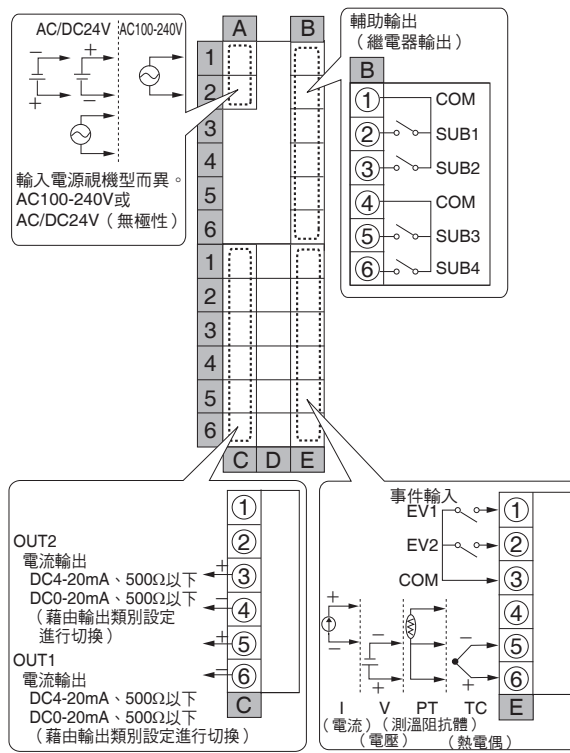 AC/DC24V
AC100-240V
−
+
+
−
輸入電源視機型而異。
AC100-240V或
AC/DC24V（無極性）
A
B
1
2
3
4
5
6
1
2
3
4
5
6
C
D
E
輔助輸出
（繼電器輸出）
B
① COM
② SUB1
③ SUB2
④ COM
⑤ SUB3
⑥ SUB4
①
②
OUT2
電流輸出
DC4-20mA、500Ω以下
+ ③
DC0-20mA、500Ω以下
− ④
（藉由輸出類別設定
進行切換）
+ ⑤
OUT1
− ⑥
電流輸出
C
DC4-20mA、500Ω以下
DC0-20mA、500Ω以下
（藉由輸出類別設定進行切換）
事件輸入
EV1 ①
EV2 ②
COM ③
④
+
−
−
+
−
⑤
+
⑥
I V PT TC
E
（電流）（測溫阻抗體）
（電壓）（熱電偶）